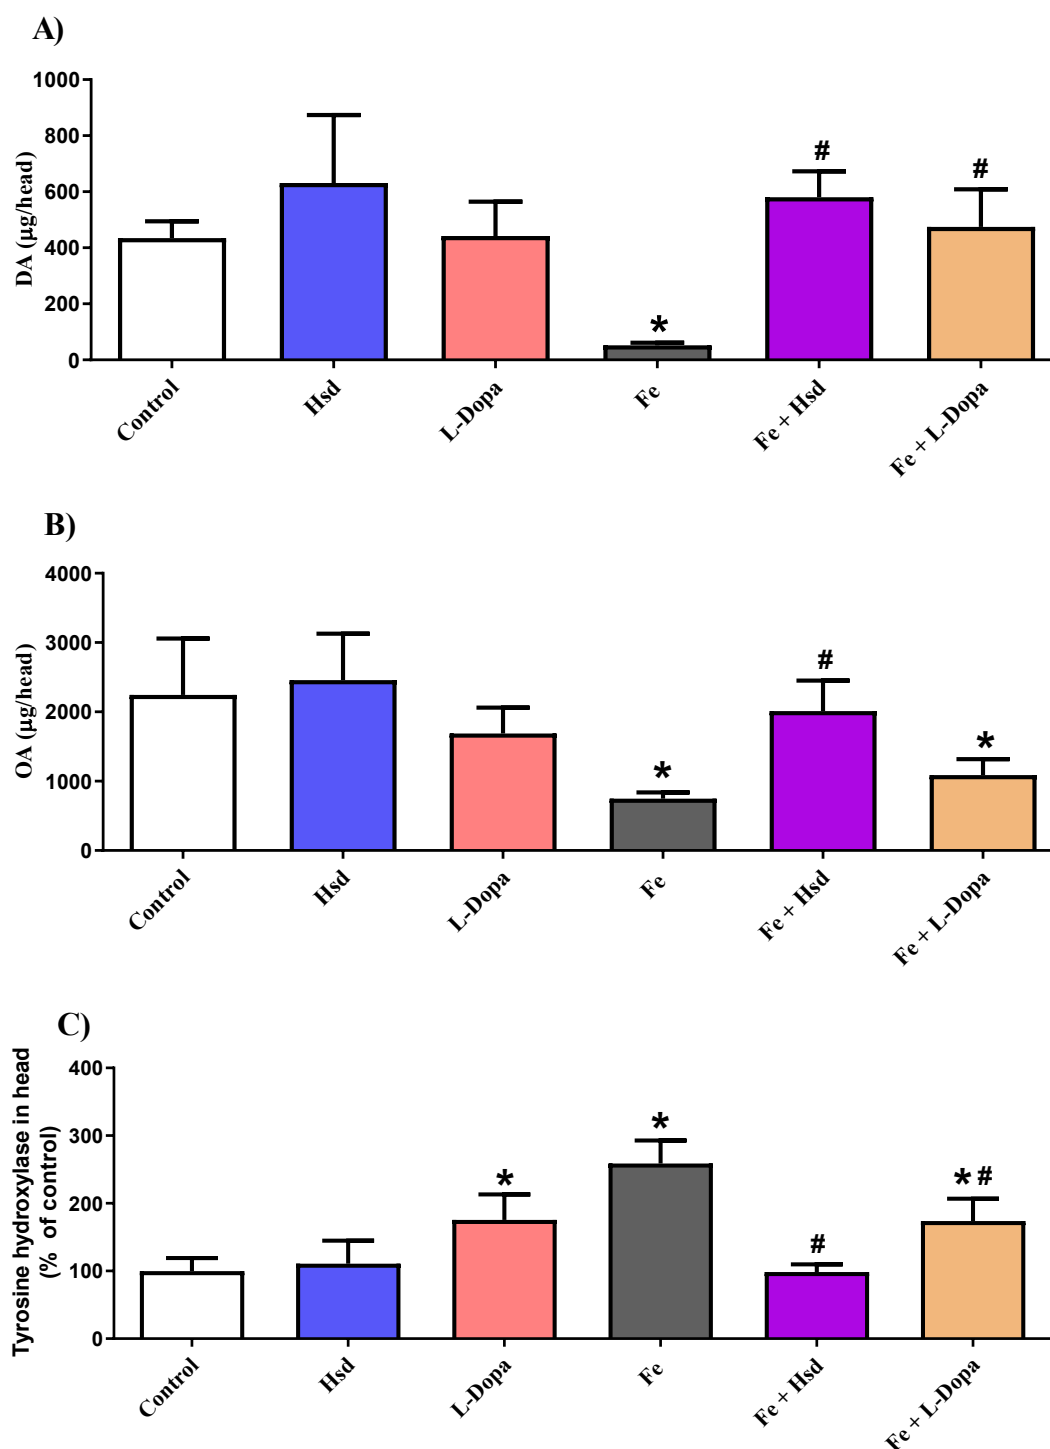 A)
DA (µg/head)
1000
800
600
400
200
0
*
#
#
Control
Hsd
L-Dopa
Fe
Fe + Hsd
Fe + L-Dopa
B)
OA (µg/head)
4000
3000
2000
1000
0
*
#
*
Control
Hsd
L-Dopa
Fe
Fe + Hsd
Fe + L-Dopa
C)
Tyrosine hydroxylase in head
(% of control)
400
300
200
100
0
*
*
#
* #
Control
Hsd
L-Dopa
Fe
Fe + Hsd
Fe + L-Dopa